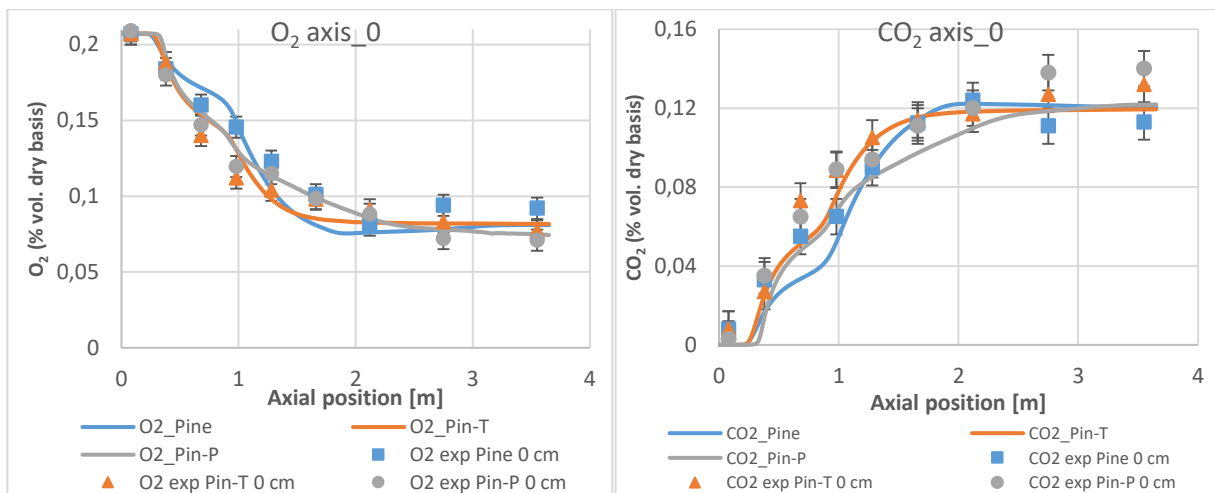 O2 axis_0
0,2
0,15
0,1
0,05
0
O2 (% vol. dry basis)
0 1 2 3 4
Axial position [m]
O2_Pine O2_Pin-T
O2_Pin-P O2 exp Pine 0 cm
O2 exp Pin-T 0 cm O2 exp Pin-P 0 cm
CO2 axis_0
0,16
0,12
0,08
0,04
0
CO2 (% vol. dry basis)
0 1 2 3 4
Axial position [m]
CO2_Pine CO2_Pin-T
CO2_Pin-P CO2 exp Pine 0 cm
CO2 exp Pin-T 0 cm CO2 exp Pin-P 0 cm